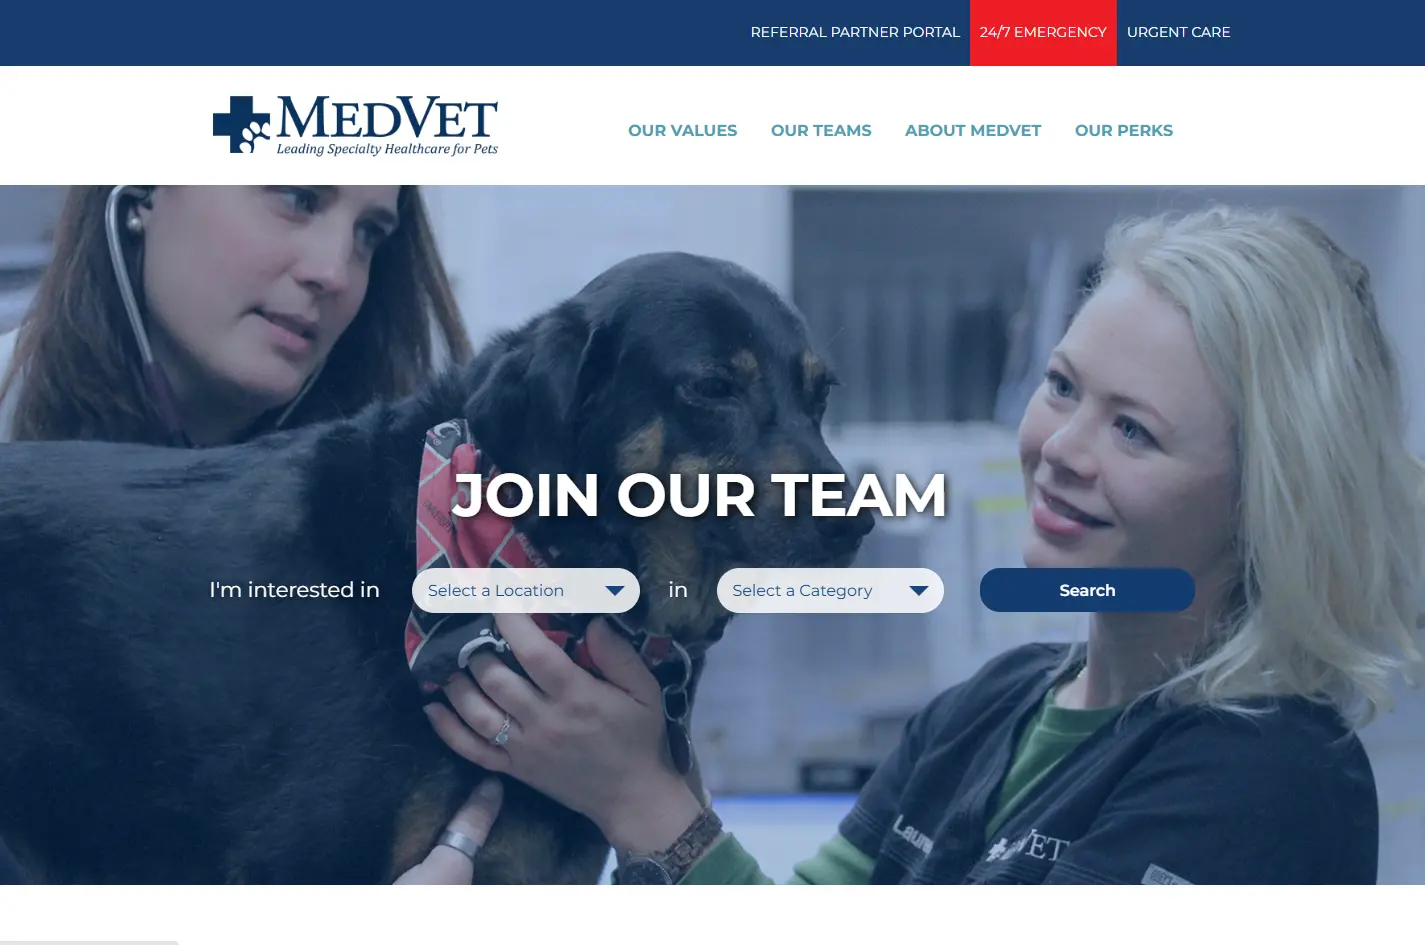 REFERRAL PARTNER PORTAL
24/7 EMERGENCY
URGENT CARE
MEDVET
Leading Specialty Healthcare for Pets
OUR VALUES
OUR TEAMS
ABOUT MEDVET
OUR PERKS
JOIN OUR TEAM
I'm interested in
Select a Location
in
Select a Category
Search